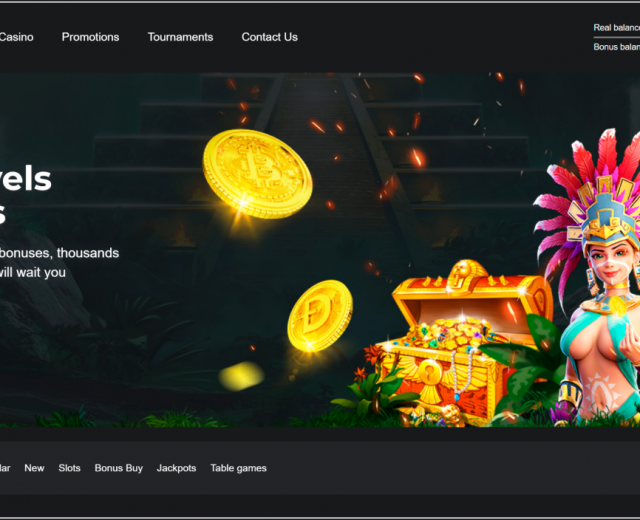 Casino Promotions Tournaments Contact Us
Real balance
Bonus balan
vels
s
bonuses, thousands
will wait you
lar New Slots Bonus Buy Jackpots Table games